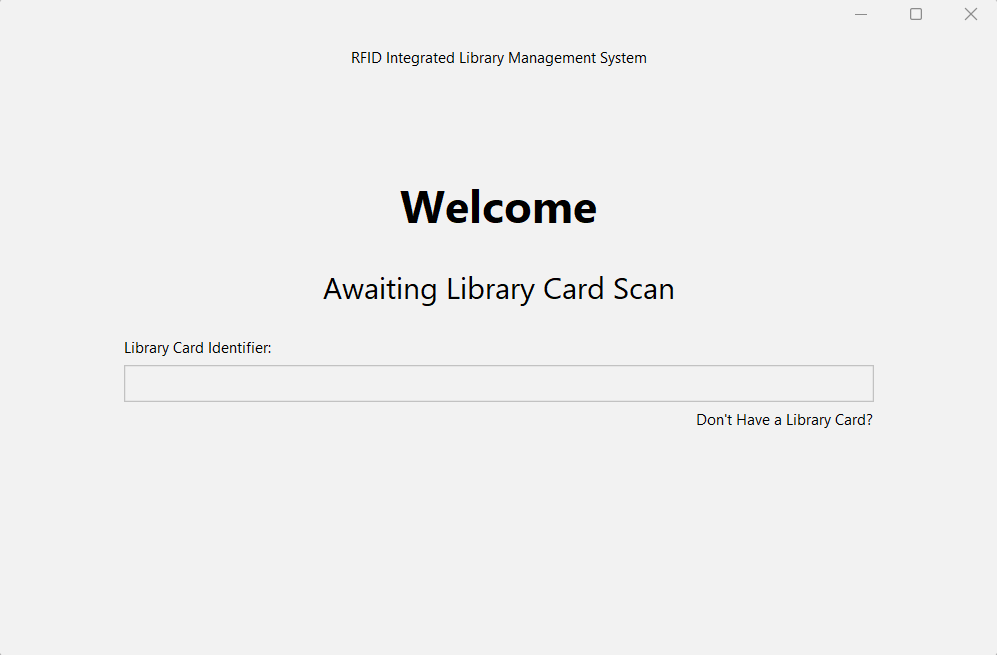 RFID Integrated Library Management System
Welcome
Awaiting Library Card Scan
Library Card Identifier:
Don't Have a Library Card?